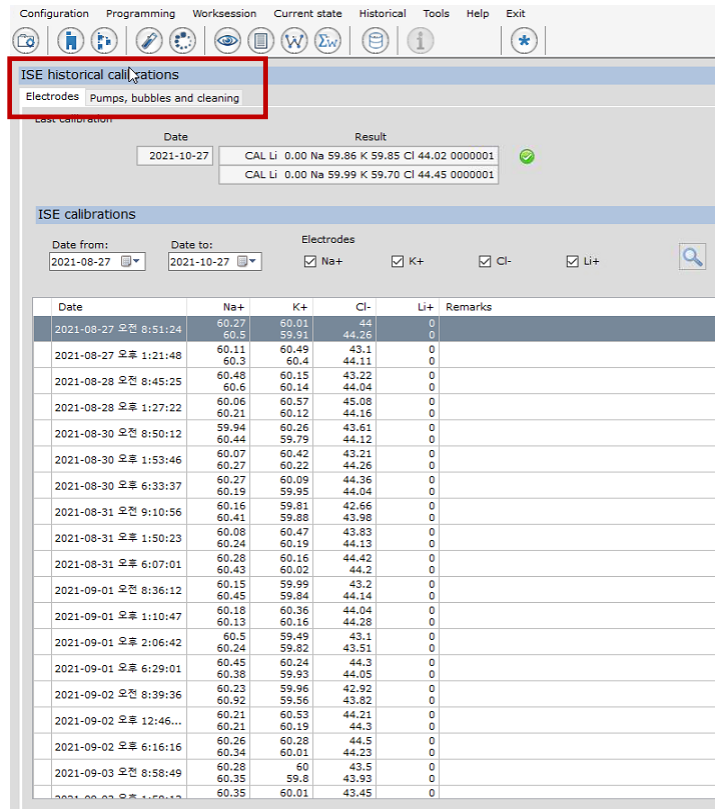 Configuration Programming Worksession Current state Historical Tools Help Exit
ISE historical calibrations
Electrodes Pumps, bubbles and cleaning
Last calibration
Date Result
2021-10-27 CAL Li 0.00 Na 59.86 K 59.85 Cl 44.02 0000001
CAL Li 0.00 Na 59.99 K 59.70 Cl 44.45 0000001
ISE calibrations
Date from: Date to: Electrodes
2021-08-27 2021-10-27 Na+ K+ Cl- Li+
Date Na+ K+ Cl- Li+ Remarks
2021-08-27 오전 8:51:24 60.27 60.01 44 0
60.5 59.91 44.26 0
2021-08-27 오후 1:21:48 60.11 60.49 43.1 0
60.3 60.4 44.11 0
2021-08-28 오전 8:45:25 60.48 60.15 43.22 0
60.6 60.14 44.04 0
2021-08-28 오후 1:27:22 60.06 60.57 45.08 0
60.21 60.12 44.16 0
2021-08-30 오전 8:50:12 59.94 60.26 43.61 0
60.44 59.79 44.12 0
2021-08-30 오후 1:53:46 60.07 60.42 43.21 0
60.27 60.22 44.26 0
2021-08-30 오후 6:33:37 60.27 60.09 44.36 0
60.19 59.95 44.04 0
2021-08-31 오전 9:10:56 60.16 59.81 42.66 0
60.41 59.88 43.98 0
2021-08-31 오후 1:50:23 60.08 60.47 43.83 0
60.24 60.19 44.13 0
2021-08-31 오후 6:07:01 60.28 60.16 44.42 0
60.43 60.02 44.2 0
2021-09-01 오전 8:36:12 60.15 59.99 43.2 0
60.45 59.84 44.14 0
2021-09-01 오후 1:10:47 60.18 60.36 44.04 0
60.13 60.16 44.28 0
2021-09-01 오후 2:06:42 60.5 59.49 43.1 0
60.24 59.82 43.51 0
2021-09-01 오후 6:29:01 60.45 60.24 44.3 0
60.38 59.93 44.05 0
2021-09-02 오전 8:39:36 60.23 59.96 42.92 0
60.92 59.56 43.82 0
2021-09-02 오후 12:46... 60.21 60.53 44.21 0
60.21 60.19 44.3 0
2021-09-02 오후 6:16:16 60.26 60.28 44.5 0
60.34 60.01 44.23 0
2021-09-03 오전 8:58:49 60.28 60 43.5 0
60.35 59.8 43.93 0
60.35 60.01 43.45 0